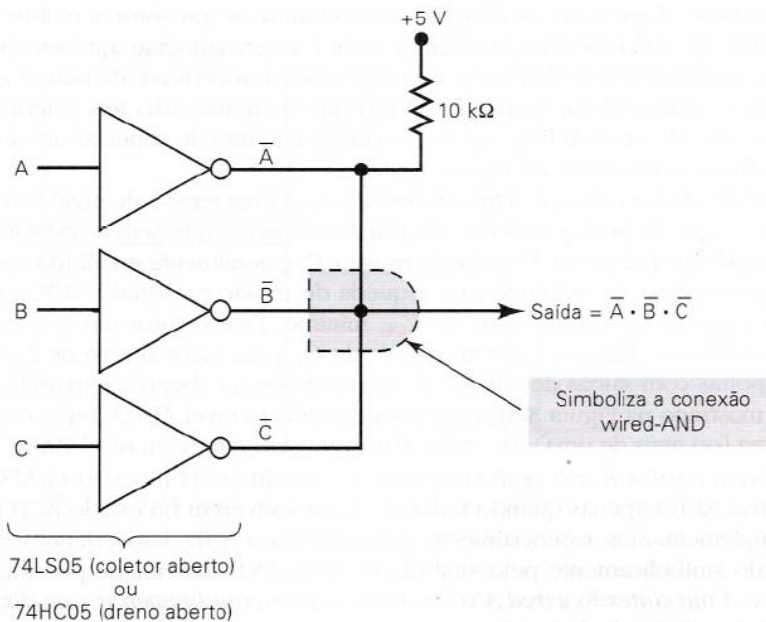 +5 V
10 kΩ
A
A̅
B
B̅
Saída = A̅ · B̅ · C̅
Simboliza a conexão
wired-AND
C
C̅
74LS05 (coletor aberto)
ou
74HC05 (dreno aberto)